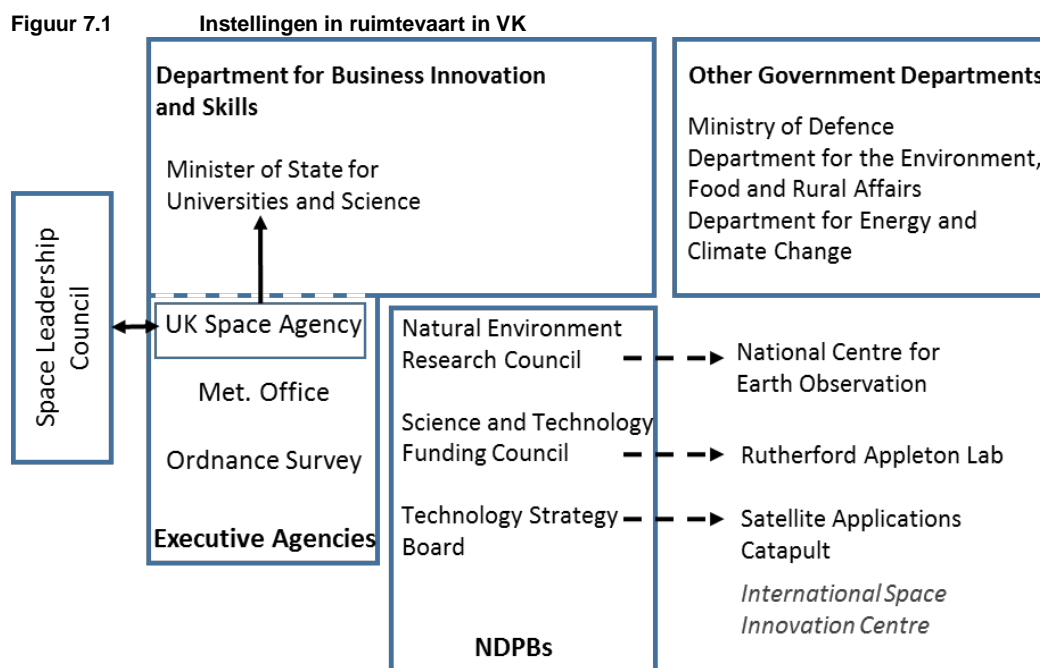 Figuur 7.1 Instellingen in ruimtevaart in VK
Department for Business Innovation
and Skills
Minister of State for
Universities and Science
Other Government Departments
Ministry of Defence
Department for the Environment,
Food and Rural Affairs
Department for Energy and
Climate Change
Space Leadership
Council
UK Space Agency
Met. Office
Ordnance Survey
Executive Agencies
Natural Environment
Research Council
Science and Technology
Funding Council
Technology Strategy
Board
NDPBs
National Centre for
Earth Observation
Rutherford Appleton Lab
Satellite Applications
Catapult
International Space
Innovation Centre